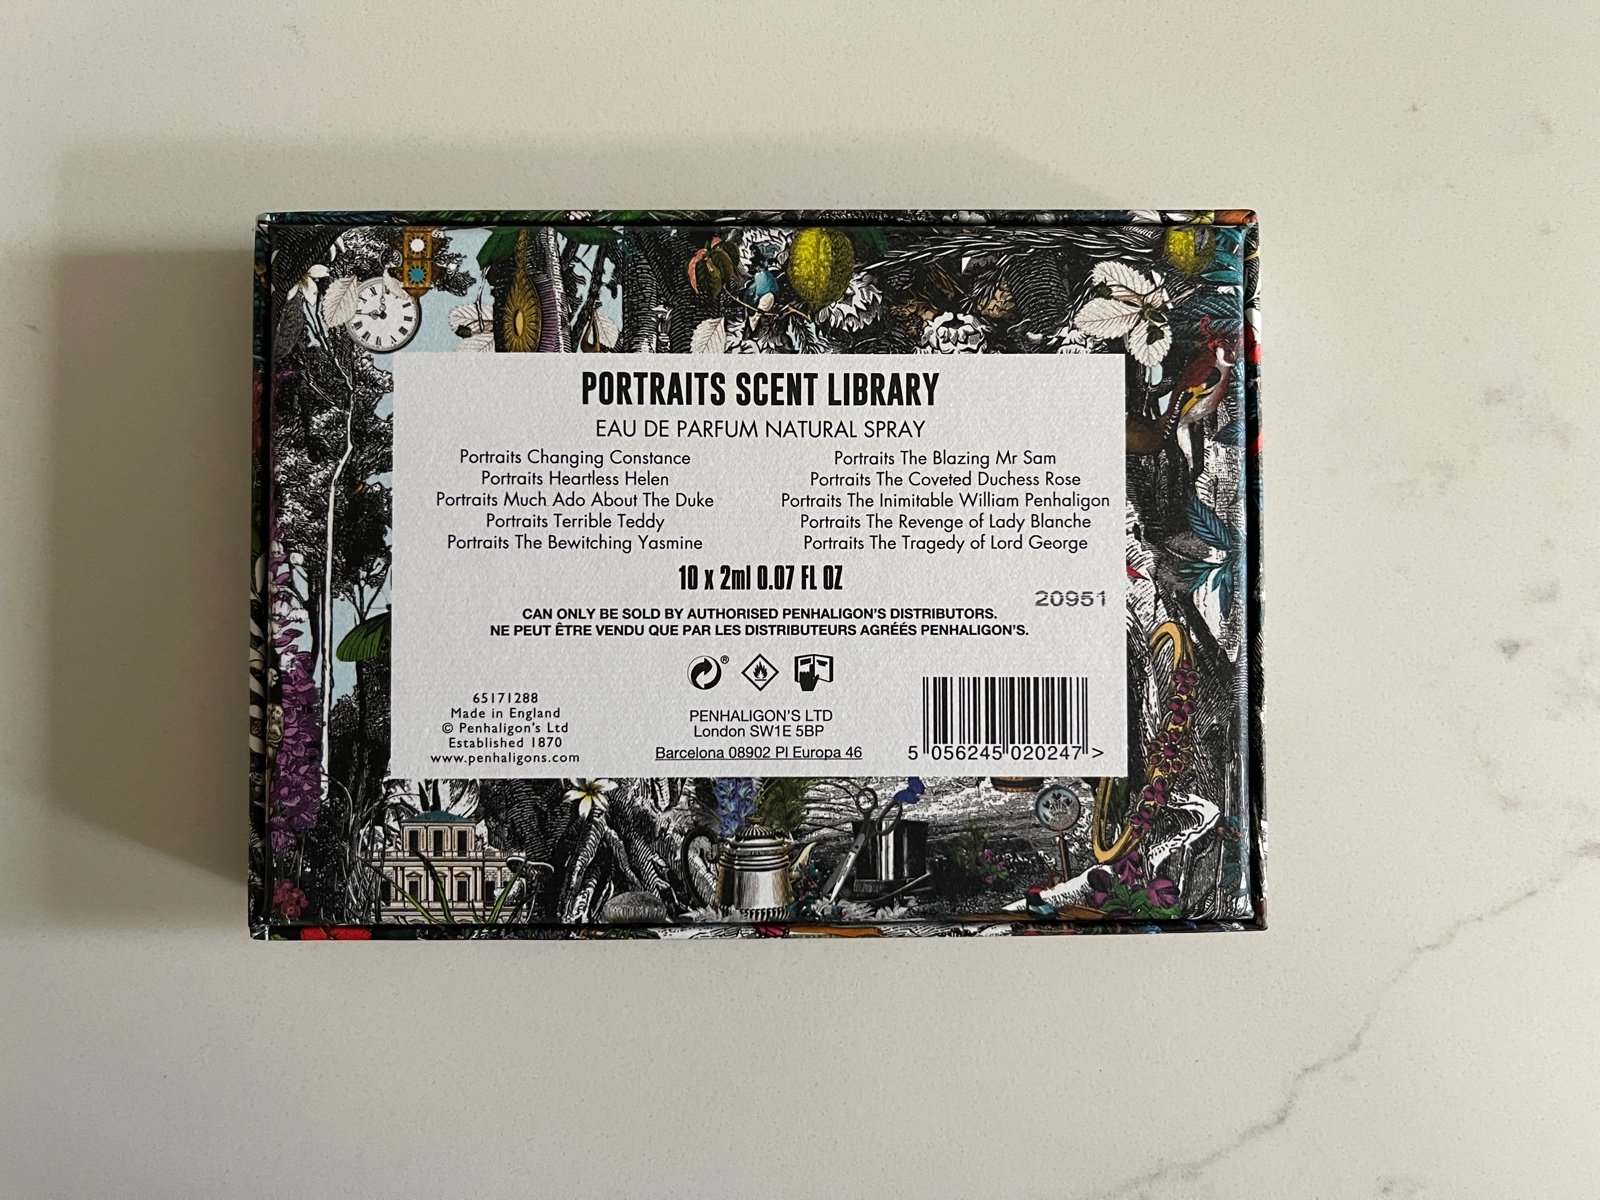 PORTRAITS SCENT LIBRARY
EAU DE PARFUM NATURAL SPRAY
Portraits Changing Constance
Portraits Heartless Helen
Portraits Much Ado About The Duke
Portraits Terrible Teddy
Portraits The Bewitching Yasmine
Portraits The Blazing Mr Sam
Portraits The Coveted Duchess Rose
Portraits The Inimitable William Penhaligon
Portraits The Revenge of Lady Blanche
Portraits The Tragedy of Lord George
10 x 2ml 0.07 FL OZ
20951
CAN ONLY BE SOLD BY AUTHORISED PENHALIGON'S DISTRIBUTORS.
NE PEUT ÊTRE VENDU QUE PAR LES DISTRIBUTEURS AGRÉÉS PENHALIGON'S.
®
65171288
Made in England
© Penhaligon's Ltd
Established 1870
www.penhaligons.com
PENHALIGON'S LTD
London SW1E 5BP
Barcelona 08902 Pl Europa 46
5 056245 020247 >